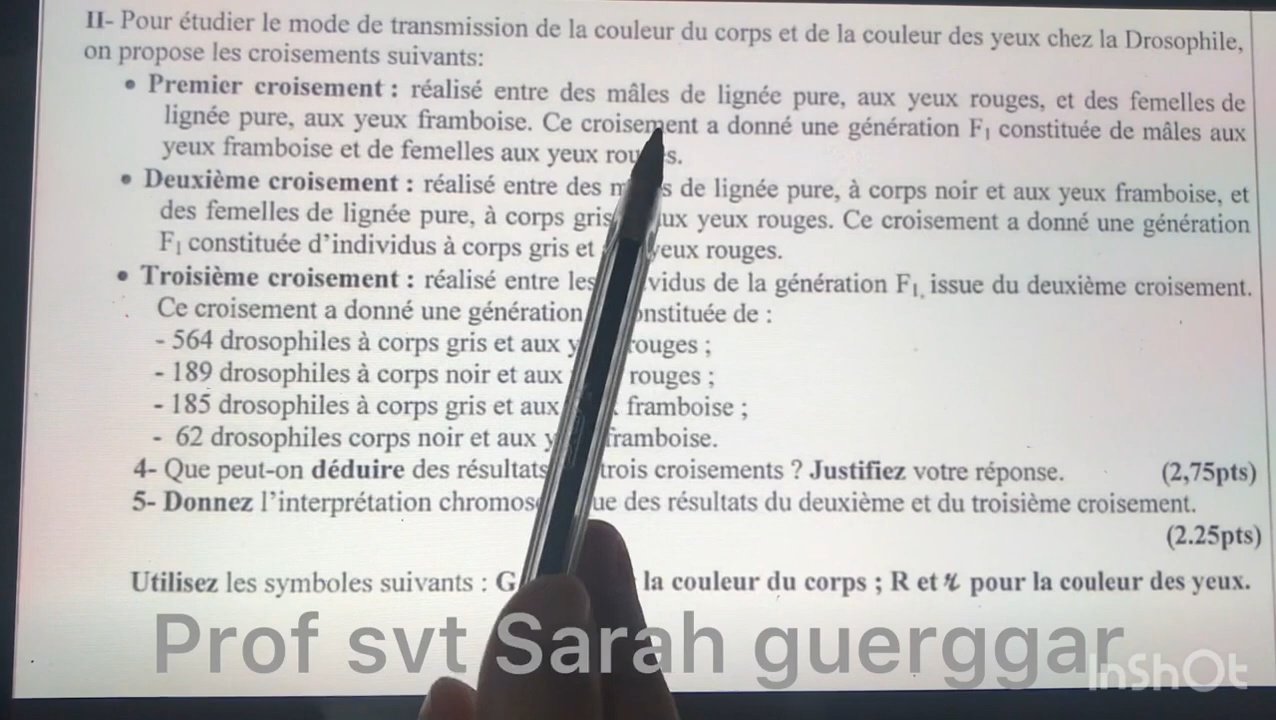 II- Pour étudier le mode de transmission de la couleur du corps et de la couleur des yeux chez la Drosophile,
on propose les croisements suivants:
• Premier croisement : réalisé entre des mâles de lignée pure, aux yeux rouges, et des femelles de
lignée pure, aux yeux framboise. Ce croisement a donné une génération F1 constituée de mâles aux
yeux framboise et de femelles aux yeux rou s.
• Deuxième croisement : réalisé entre des m s de lignée pure, à corps noir et aux yeux framboise, et
des femelles de lignée pure, à corps gris ux yeux rouges. Ce croisement a donné une génération
F1 constituée d'individus à corps gris et yeux rouges.
• Troisième croisement : réalisé entre les vidus de la génération F1, issue du deuxième croisement.
Ce croisement a donné une génération onstituée de :
- 564 drosophiles à corps gris et aux y rouges ;
- 189 drosophiles à corps noir et aux rouges ;
- 185 drosophiles à corps gris et aux framboise ;
- 62 drosophiles corps noir et aux y framboise.
4- Que peut-on déduire des résultats trois croisements ? Justifiez votre réponse. (2,75pts)
5- Donnez l'interprétation chromoso ue des résultats du deuxième et du troisième croisement.
(2.25pts)
Utilisez les symboles suivants : G la couleur du corps ; R et r pour la couleur des yeux.
Prof svt Sarah guerggar
InShOt